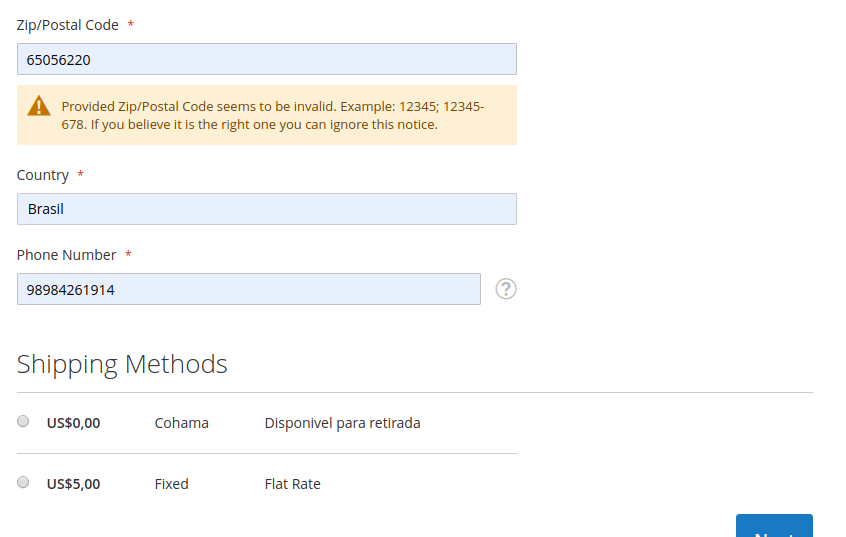 Zip/Postal Code *
65056220
Provided Zip/Postal Code seems to be invalid. Example: 12345; 12345-
678. If you believe it is the right one you can ignore this notice.
Country *
Brasil
Phone Number *
98984261914
?
Shipping Methods
US$0,00 Cohama Disponivel para retirada
US$5,00 Fixed Flat Rate